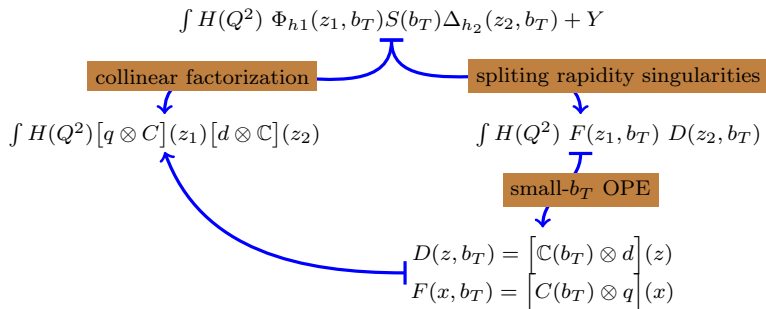 ∫ H(Q²) Φ_{h1}(z₁, b_T)S(b_T)Δ_{h₂}(z₂, b_T) + Y
collinear factorization
spliting rapidity singularities
∫ H(Q²)[q ⊗ C](z₁)[d ⊗ ℂ](z₂)
∫ H(Q²) F(z₁, b_T) D(z₂, b_T)
small-b_T OPE
D(z, b_T) = [ℂ(b_T) ⊗ d](z)
F(x, b_T) = [C(b_T) ⊗ q](x)